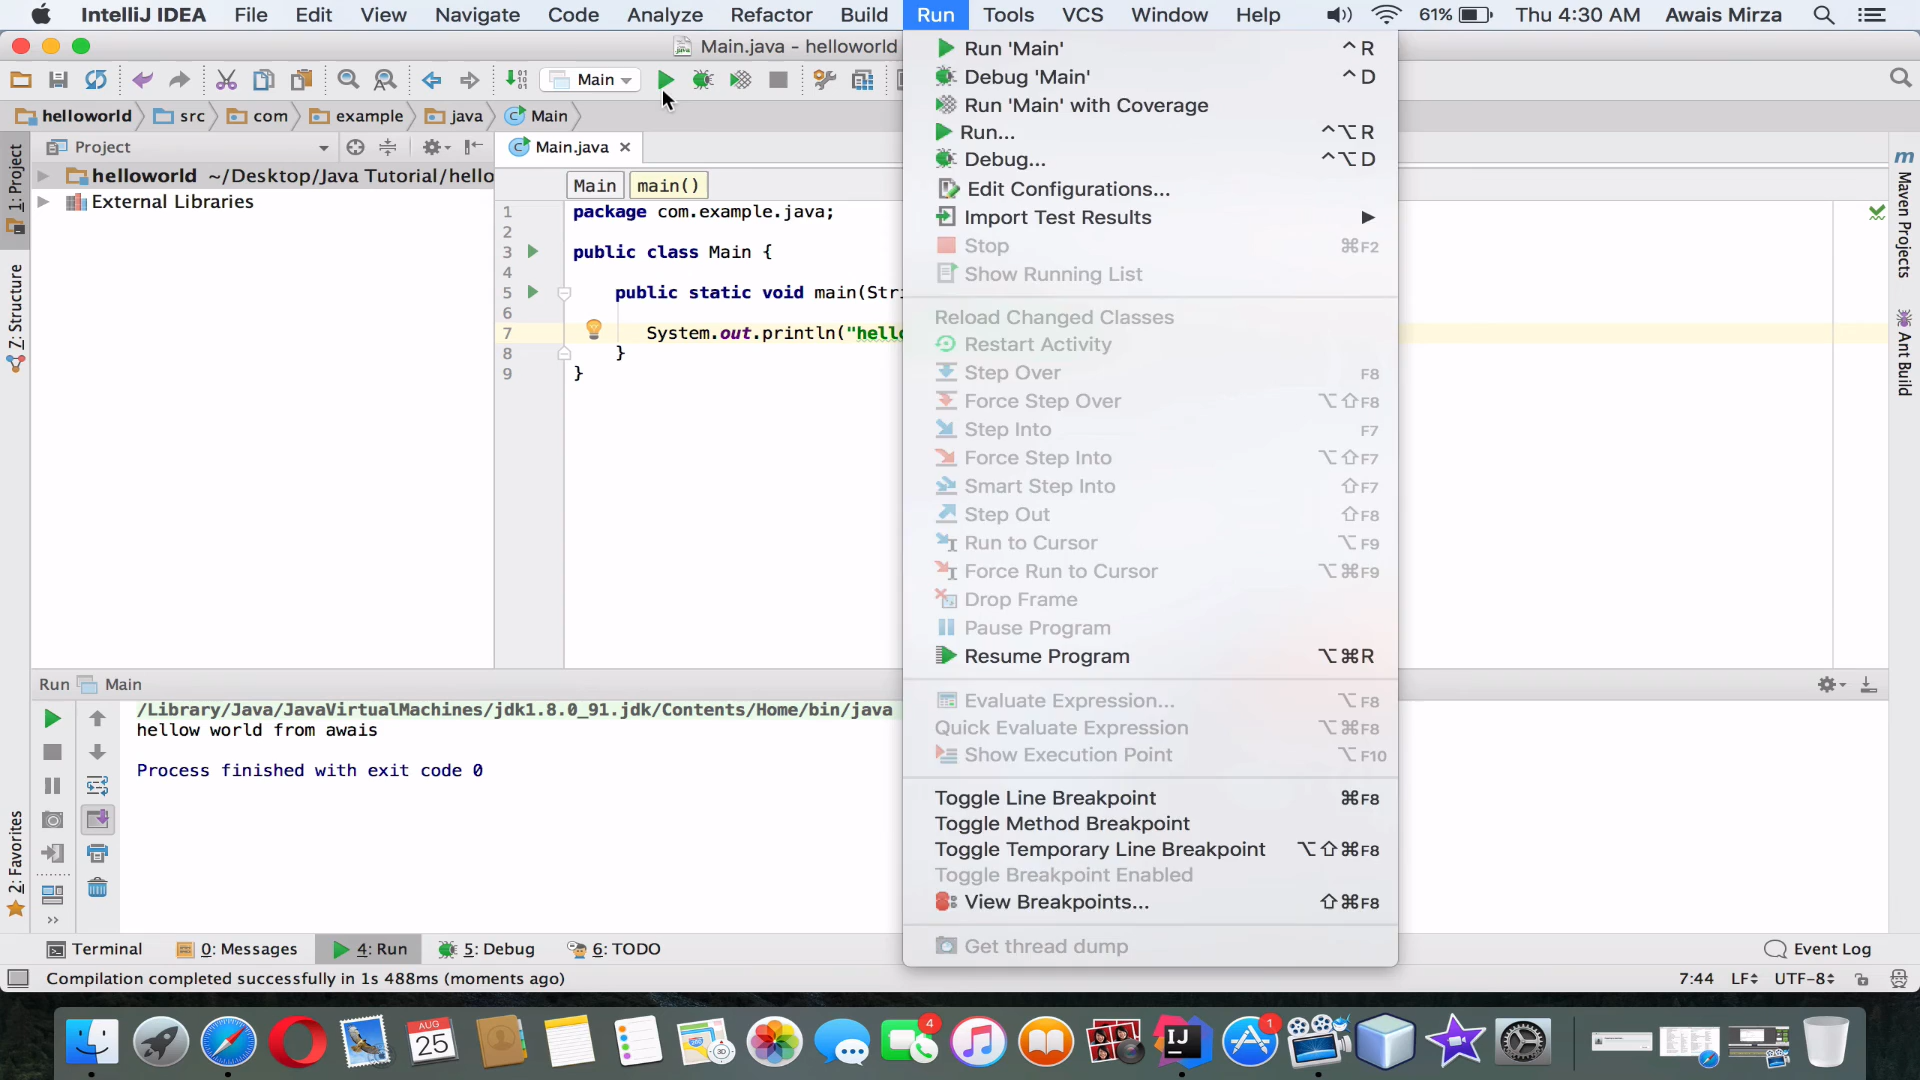 IntelliJ IDEA File Edit View Navigate Code Analyze Refactor Build Run Tools VCS Window Help 61% Thu 4:30 AM Awais Mirza
Main.java - helloworld
Main
helloworld src com example java Main
1: Project
Project
Main.java
helloworld ~/Desktop/Java Tutorial/hello
External Libraries
Main main()
1 package com.example.java;
2
3 public class Main {
4
5 public static void main(Stri
6
7 System.out.println("hello
8 }
9 }
Run 'Main' ^R
Debug 'Main' ^D
Run 'Main' with Coverage
Run... ^⌥R
Debug... ^⌥D
Edit Configurations...
Import Test Results ▶
Stop ⌘F2
Show Running List
Reload Changed Classes
Restart Activity
Step Over F8
Force Step Over ⌥⇧F8
Step Into F7
Force Step Into ⌥⇧F7
Smart Step Into ⇧F7
Step Out ⇧F8
Run to Cursor ⌥F9
Force Run to Cursor ⌥⌘F9
Drop Frame
Pause Program
Resume Program ⌥⌘R
Evaluate Expression... ⌥F8
Quick Evaluate Expression ⌥⌘F8
Show Execution Point ⌥F10
Toggle Line Breakpoint ⌘F8
Toggle Method Breakpoint
Toggle Temporary Line Breakpoint ⌥⇧⌘F8
Toggle Breakpoint Enabled
View Breakpoints... ⇧⌘F8
Get thread dump
Maven Projects
Ant Build
7: Structure
2: Favorites
Run Main
/Library/Java/JavaVirtualMachines/jdk1.8.0_91.jdk/Contents/Home/bin/java
hellow world from awais
Process finished with exit code 0
Terminal 0: Messages 4: Run 5: Debug 6: TODO Event Log
Compilation completed successfully in 1s 488ms (moments ago) 7:44 LF UTF-8
AUG
25
3D
4
IJ
1